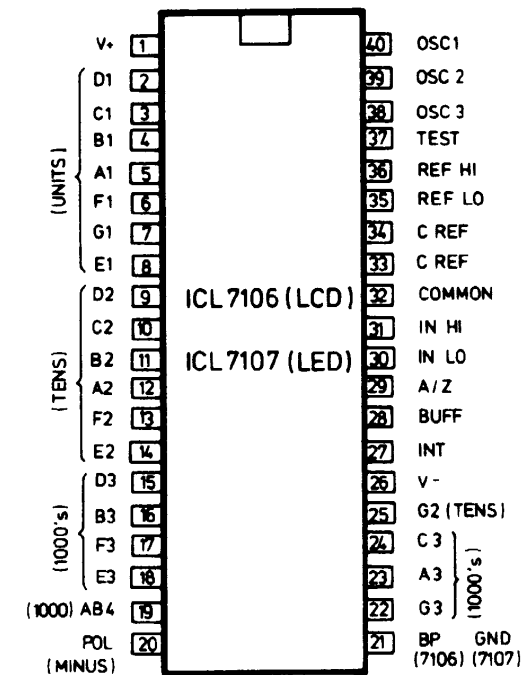 V+ 1
D1 2
C1 3
B1 4
A1 5
F1 6
G1 7
E1 8
(UNITS)
D2 9
C2 10
B2 11
A2 12
F2 13
E2 14
(TENS)
D3 15
B3 16
F3 17
E3 18
(1000's)
(1000) AB4 19
POL 20
(MINUS)
ICL7106 (LCD)
ICL7107 (LED)
40 OSC1
39 OSC 2
38 OSC 3
37 TEST
36 REF HI
35 REF LO
34 C REF
33 C REF
32 COMMON
31 IN HI
30 IN LO
29 A/Z
28 BUFF
27 INT
26 V-
25 G2 (TENS)
24 C3
23 A3
22 G3
(1000's)
21 BP GND
(7106) (7107)